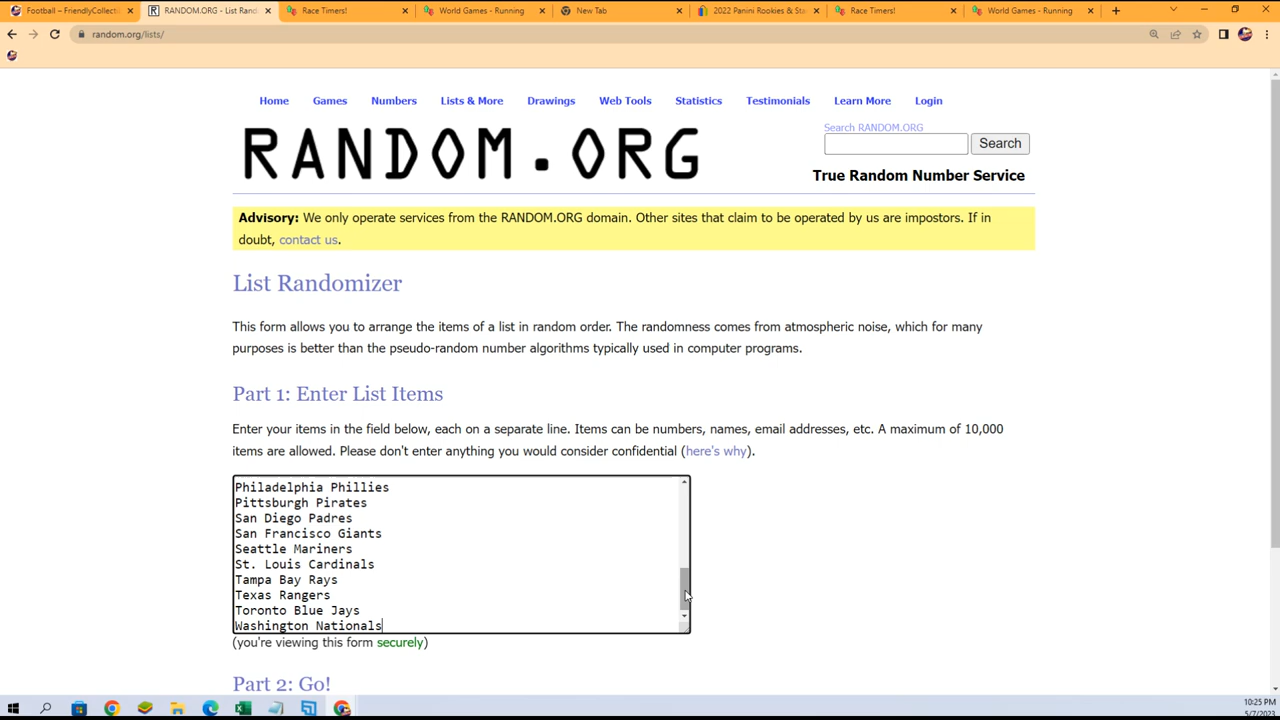 Football – FriendlyCollecti
RANDOM.ORG - List Rand
Race Timers!
World Games - Running
New Tab
2022 Panini Rookies & Sta
Race Timers!
World Games - Running
random.org/lists/
Home Games Numbers Lists & More Drawings Web Tools Statistics Testimonials Learn More Login
RANDOM.ORG
Search RANDOM.ORG
Search
True Random Number Service
Advisory: We only operate services from the RANDOM.ORG domain. Other sites that claim to be operated by us are impostors. If in
doubt, contact us.
List Randomizer
This form allows you to arrange the items of a list in random order. The randomness comes from atmospheric noise, which for many
purposes is better than the pseudo-random number algorithms typically used in computer programs.
Part 1: Enter List Items
Enter your items in the field below, each on a separate line. Items can be numbers, names, email addresses, etc. A maximum of 10,000
items are allowed. Please don't enter anything you would consider confidential (here's why).
Philadelphia Phillies
Pittsburgh Pirates
San Diego Padres
San Francisco Giants
Seattle Mariners
St. Louis Cardinals
Tampa Bay Rays
Texas Rangers
Toronto Blue Jays
Washington Nationals
(you're viewing this form securely)
Part 2: Go!
10:25 PM
5/7/2023